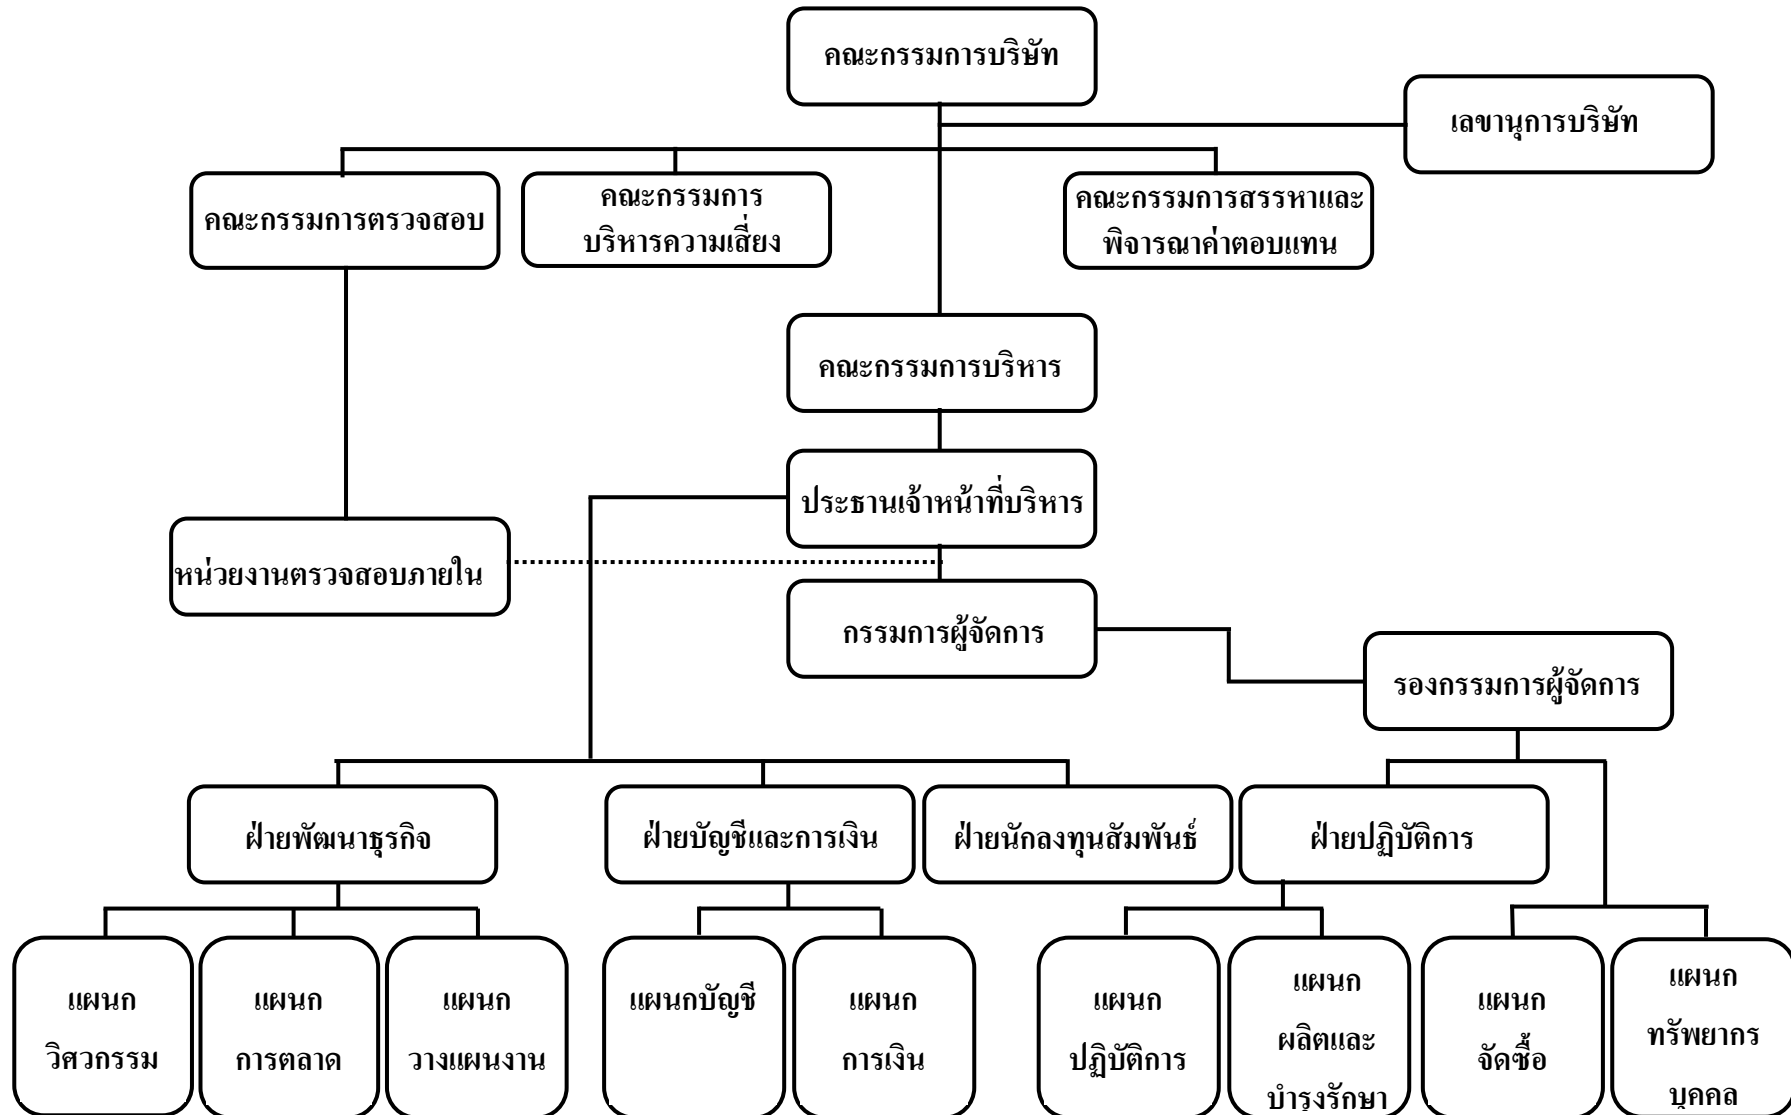 คณะกรรมการบริษัท
เลขานุการบริษัท
คณะกรรมการตรวจสอบ
คณะกรรมการ
บริหารความเสี่ยง
คณะกรรมการสรรหาและ
พิจารณาค่าตอบแทน
คณะกรรมการบริหาร
ประธานเจ้าหน้าที่บริหาร
หน่วยงานตรวจสอบภายใน
กรรมการผู้จัดการ
รองกรรมการผู้จัดการ
ฝ่ายพัฒนาธุรกิจ
ฝ่ายบัญชีและการเงิน
ฝ่ายนักลงทุนสัมพันธ์
ฝ่ายปฏิบัติการ
แผนก
วิศวกรรม
แผนก
การตลาด
แผนก
วางแผนงาน
แผนกบัญชี
แผนก
การเงิน
แผนก
ปฏิบัติการ
แผนก
ผลิตและ
บำรุงรักษา
แผนก
จัดซื้อ
แผนก
ทรัพยากร
บุคคล